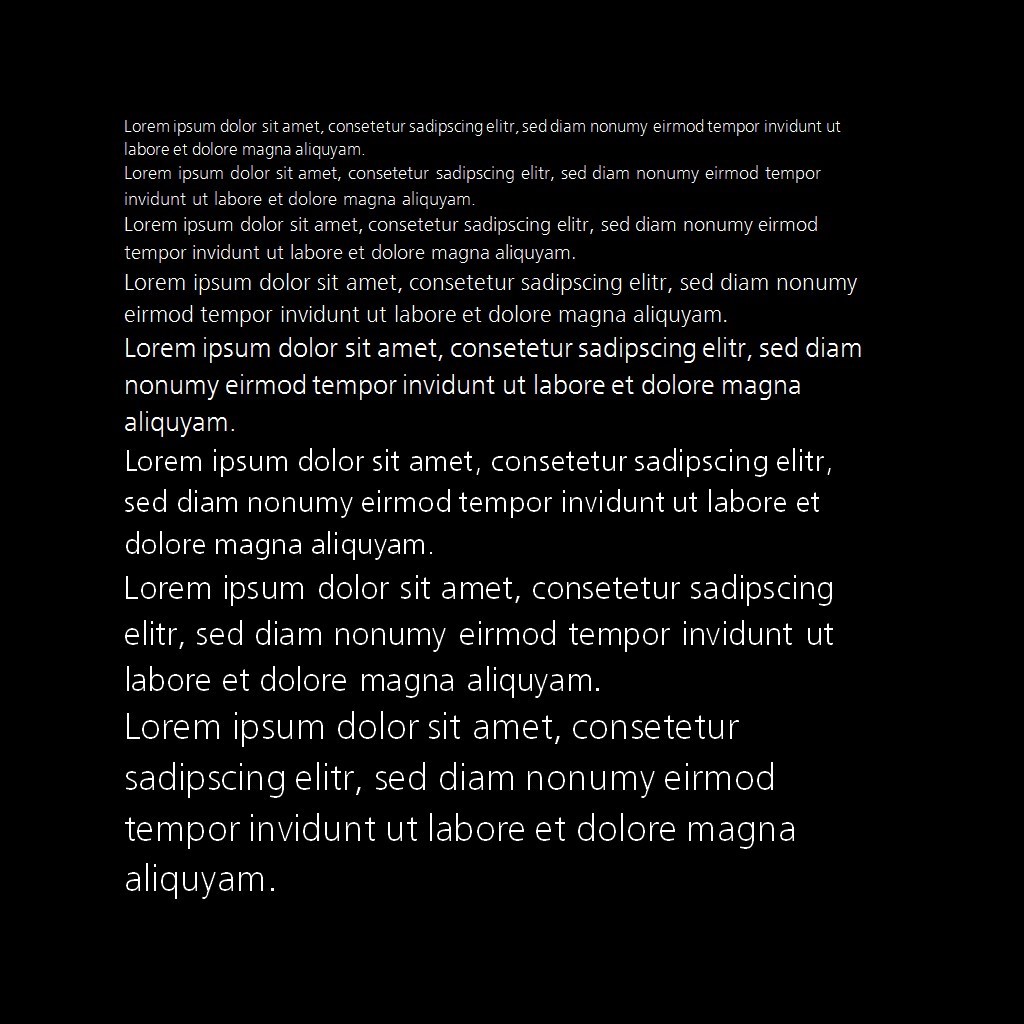 Lorem ipsum dolor sit amet, consetetur sadipscing elitr, sed diam nonumy eirmod tempor invidunt ut
labore et dolore magna aliquyam.
Lorem ipsum dolor sit amet, consetetur sadipscing elitr, sed diam nonumy eirmod tempor
invidunt ut labore et dolore magna aliquyam.
Lorem ipsum dolor sit amet, consetetur sadipscing elitr, sed diam nonumy eirmod
tempor invidunt ut labore et dolore magna aliquyam.
Lorem ipsum dolor sit amet, consetetur sadipscing elitr, sed diam nonumy
eirmod tempor invidunt ut labore et dolore magna aliquyam.
Lorem ipsum dolor sit amet, consetetur sadipscing elitr, sed diam
nonumy eirmod tempor invidunt ut labore et dolore magna
aliquyam.
Lorem ipsum dolor sit amet, consetetur sadipscing elitr,
sed diam nonumy eirmod tempor invidunt ut labore et
dolore magna aliquyam.
Lorem ipsum dolor sit amet, consetetur sadipscing
elitr, sed diam nonumy eirmod tempor invidunt ut
labore et dolore magna aliquyam.
Lorem ipsum dolor sit amet, consetetur
sadipscing elitr, sed diam nonumy eirmod
tempor invidunt ut labore et dolore magna
aliquyam.